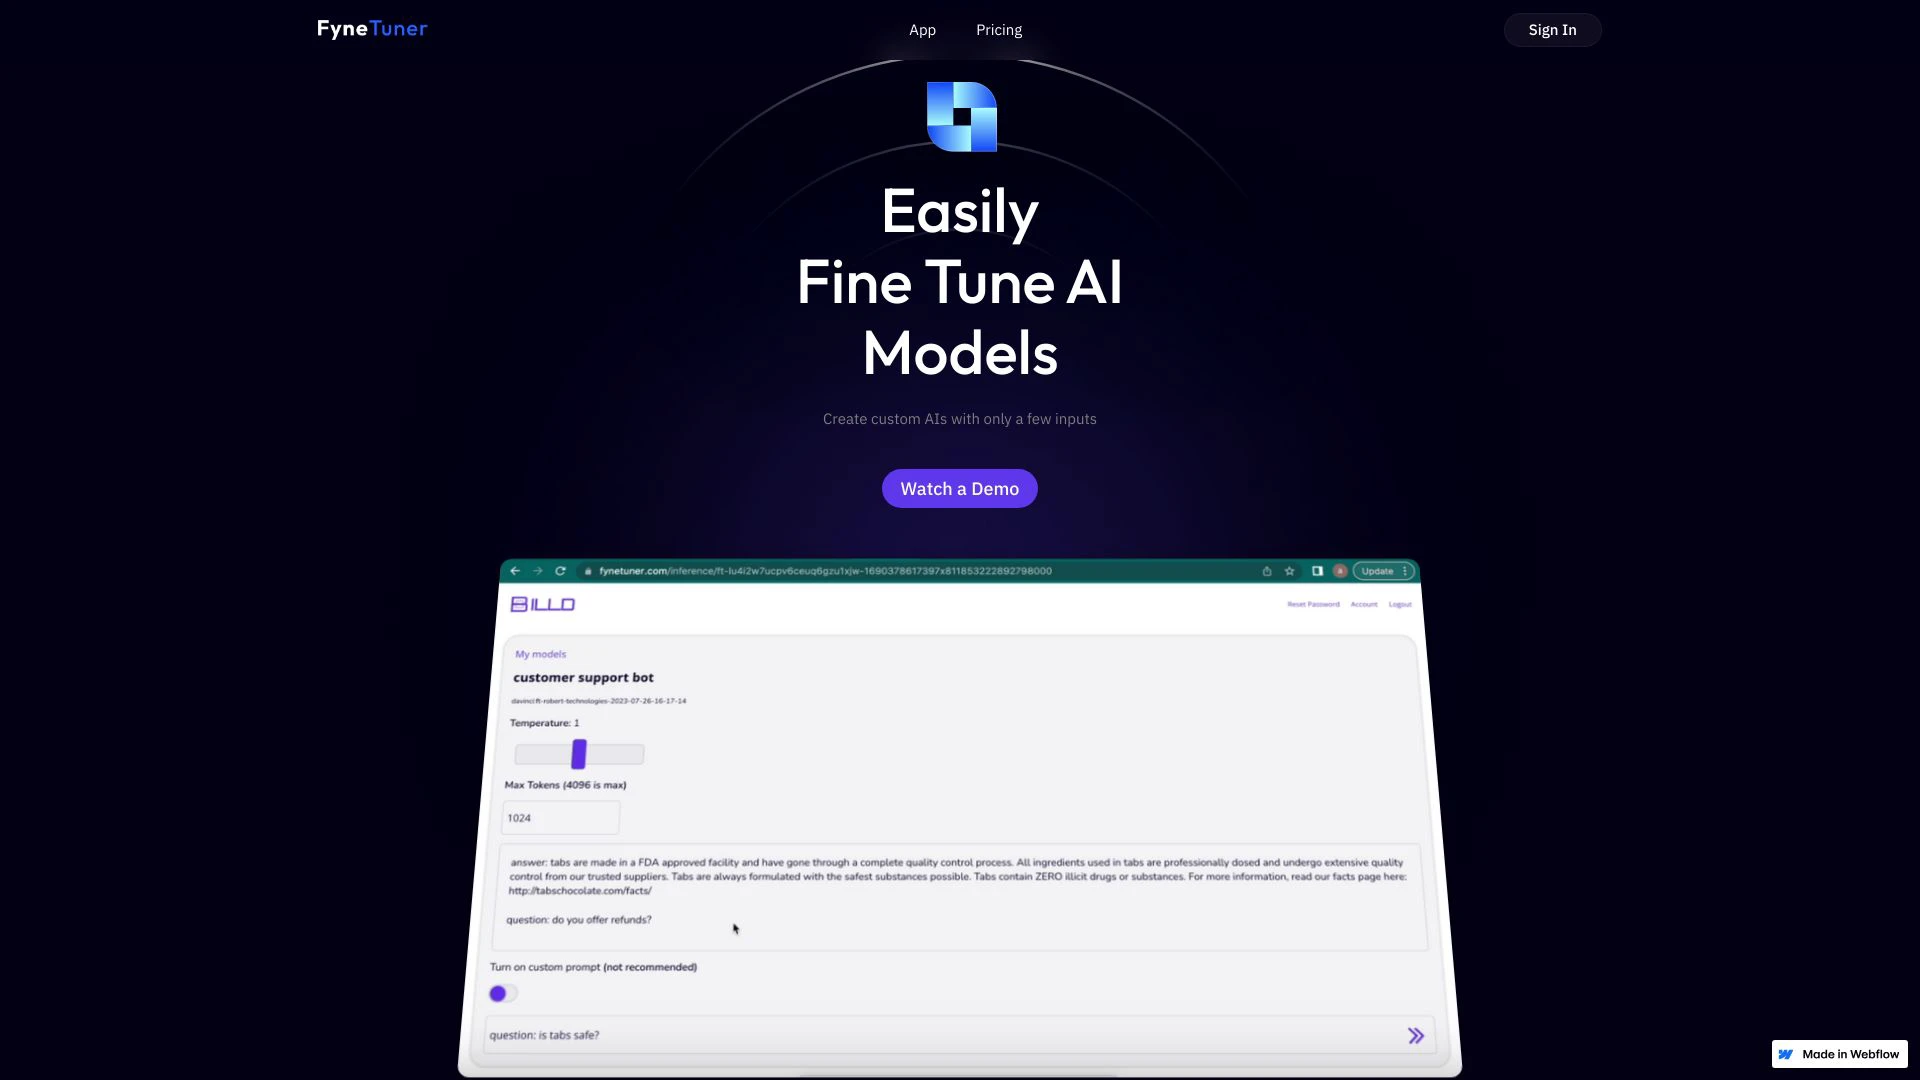 FyneTuner
App
Pricing
Sign In
Easily
Fine Tune AI
Models
Create custom AIs with only a few inputs
Watch a Demo
fynetuner.com/inference/ft-lu4i2w7ucpv6ceuq6gzu1xjw-1690378617397x811853222892798000
a
Update
BILLO
Reset Password
Account
Logout
My models
customer support bot
davinci:ft-robert-technologies-2023-07-26-16-17-14
Temperature: 1
Max Tokens (4096 is max)
1024
answer: tabs are made in a FDA approved facility and have gone through a complete quality control process. All ingredients used in tabs are professionally dosed and undergo extensive quality
control from our trusted suppliers. Tabs are always formulated with the safest substances possible. Tabs contain ZERO illicit drugs or substances. For more information, read our facts page here:
http://tabschocolate.com/facts/
question: do you offer refunds?
Turn on custom prompt (not recommended)
question: is tabs safe?
Made in Webflow